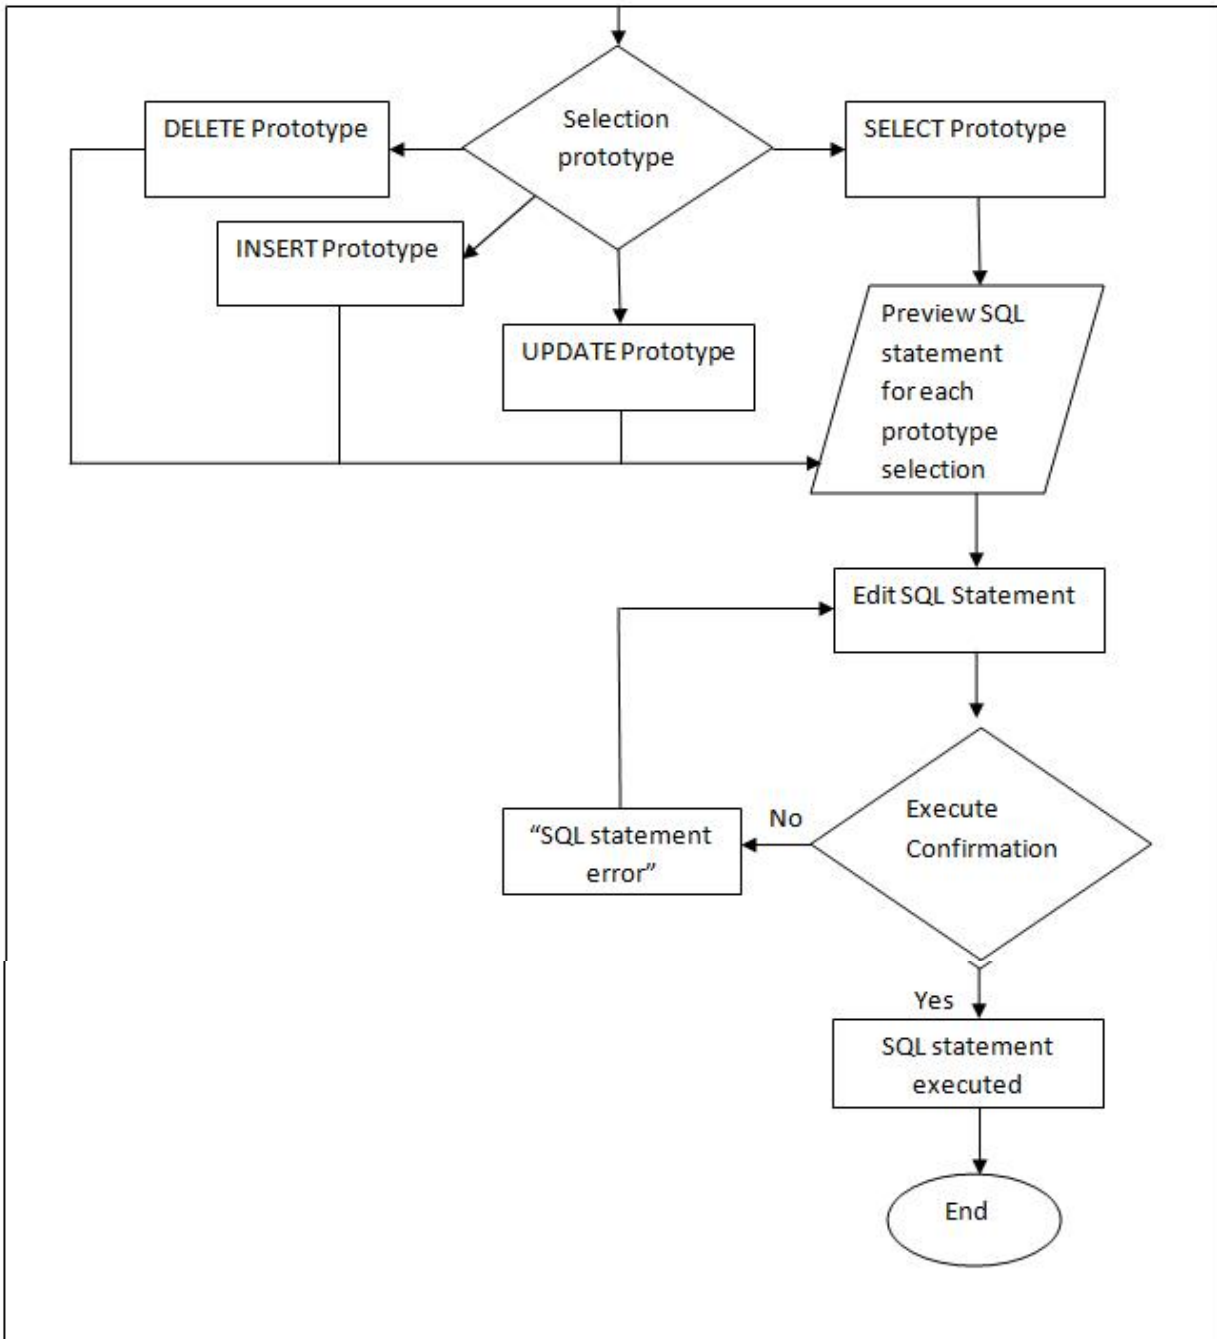 Selection
prototype
DELETE Prototype
SELECT Prototype
INSERT Prototype
UPDATE Prototype
Preview SQL
statement
for each
prototype
selection
Edit SQL Statement
Execute
Confirmation
No
“SQL statement
error”
Yes
SQL statement
executed
End